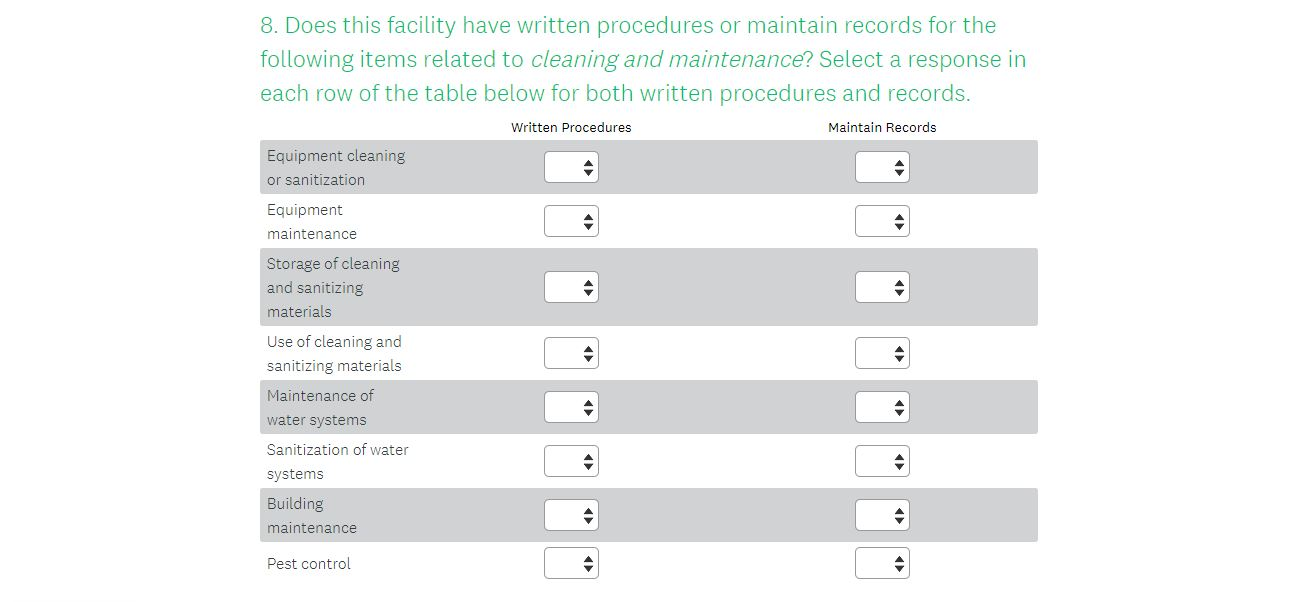 8. Does this facility have written procedures or maintain records for the
following items related to cleaning and maintenance? Select a response in
each row of the table below for both written procedures and records.
Written Procedures Maintain Records
Equipment cleaning
or sanitization
Equipment
maintenance
Storage of cleaning
and sanitizing
materials
Use of cleaning and
sanitizing materials
Maintenance of
water systems
Sanitization of water
systems
Building
maintenance
Pest control